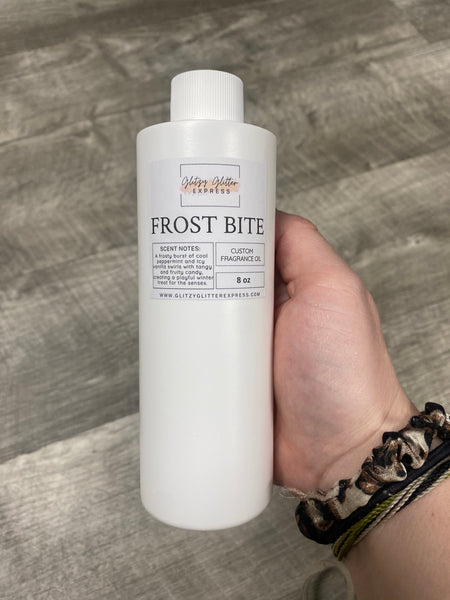 Glitzy Glitter
EXPRESS
FROST BITE
SCENT NOTES:
A frosty burst of cool
peppermint and icy
vanilla swirls with tangy
and fruity candy,
creating a playful winter
treat for the senses.
CUSTOM
FRAGRANCE OIL
8 oz
WWW.GLITZYGLITTEREXPRESS.COM